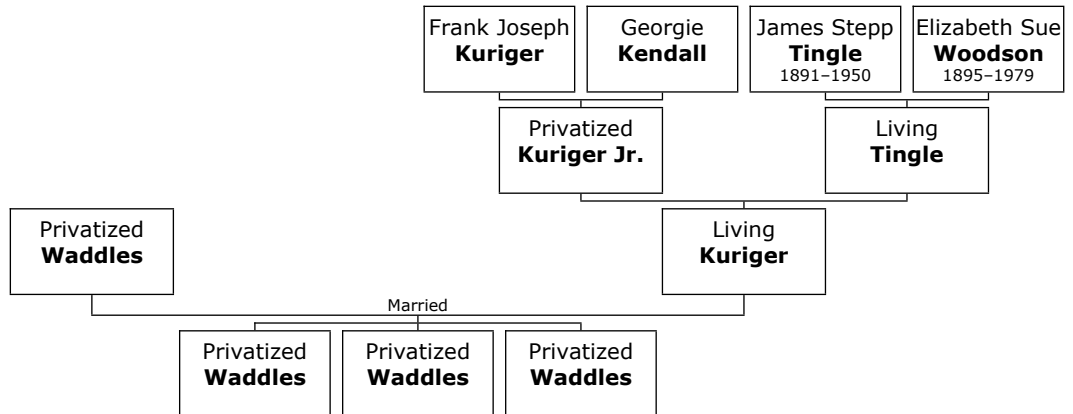 Frank Joseph
Kuriger
Georgie
Kendall
James Stepp
Tingle
1891–1950
Elizabeth Sue
Woodson
1895–1979
Privatized
Kuriger Jr.
Living
Tingle
Privatized
Waddles
Living
Kuriger
Married
Privatized
Waddles
Privatized
Waddles
Privatized
Waddles